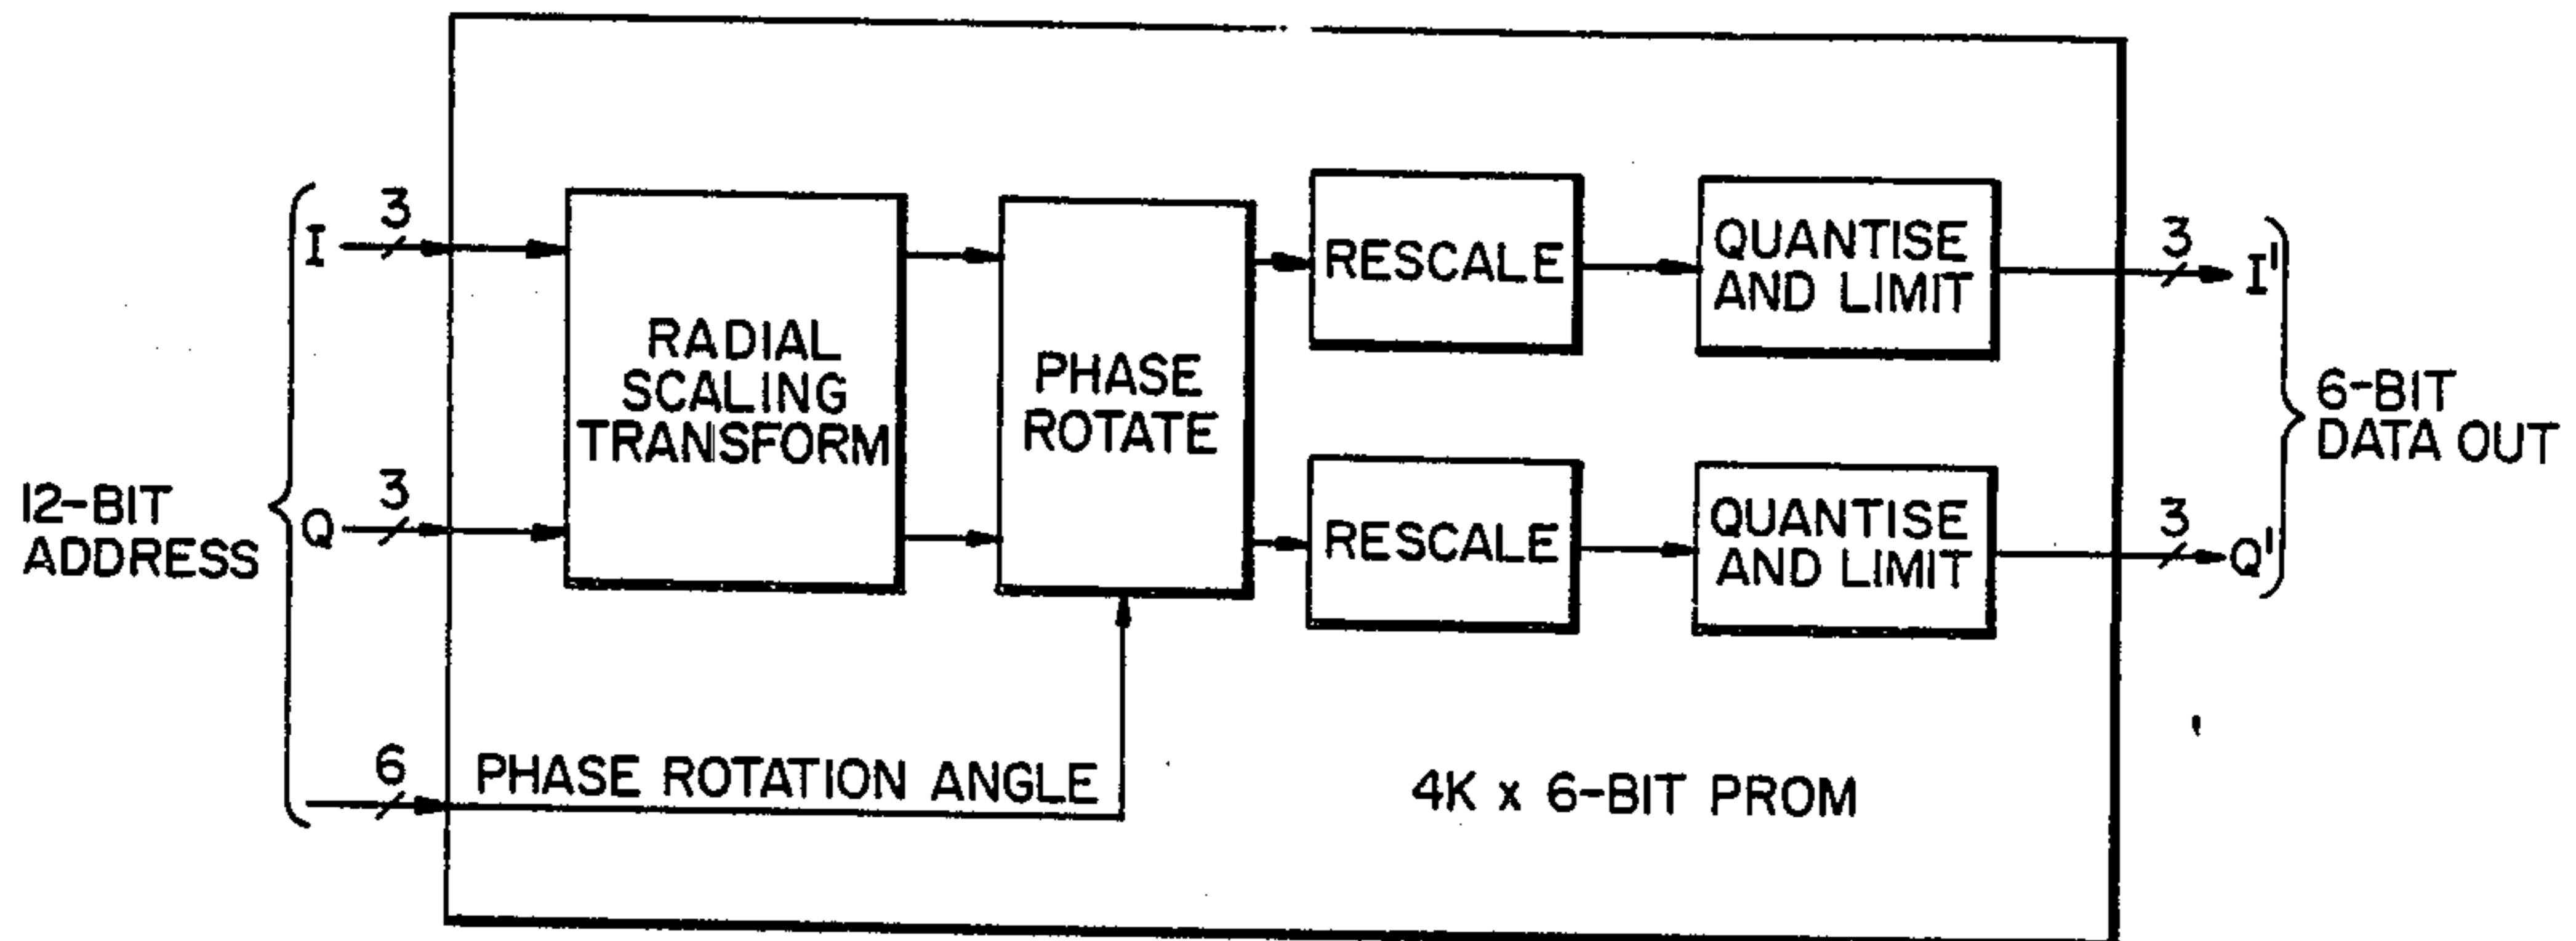 12-BIT
ADDRESS
I
3
Q
3
6
PHASE ROTATION ANGLE
RADIAL
SCALING
TRANSFORM
PHASE
ROTATE
RESCALE
QUANTISE
AND LIMIT
RESCALE
QUANTISE
AND LIMIT
4K x 6-BIT PROM
3
I'
3
Q'
6-BIT
DATA OUT